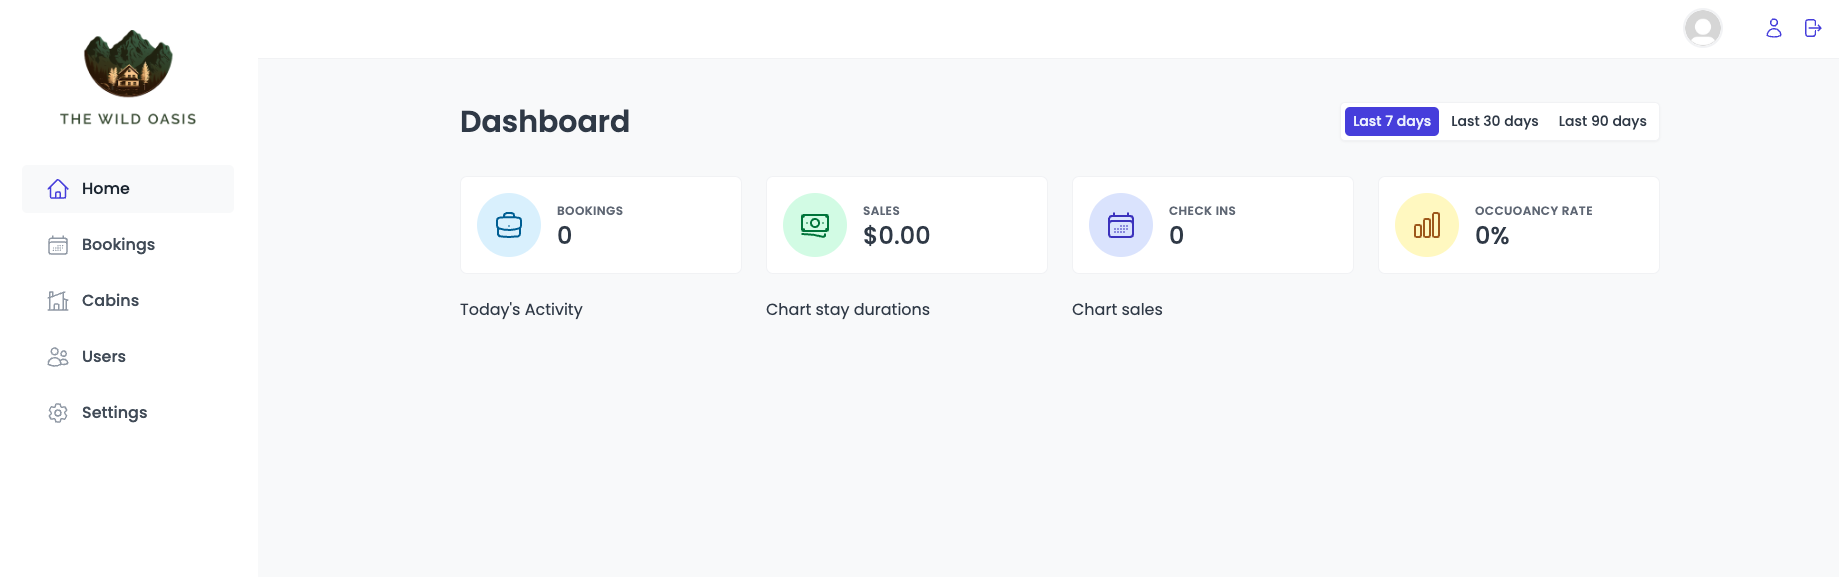 THE WILD OASIS
Home
Bookings
Cabins
Users
Settings
Dashboard
Last 7 days
Last 30 days
Last 90 days
BOOKINGS
0
SALES
$0.00
CHECK INS
0
OCCUOANCY RATE
0%
Today's Activity
Chart stay durations
Chart sales